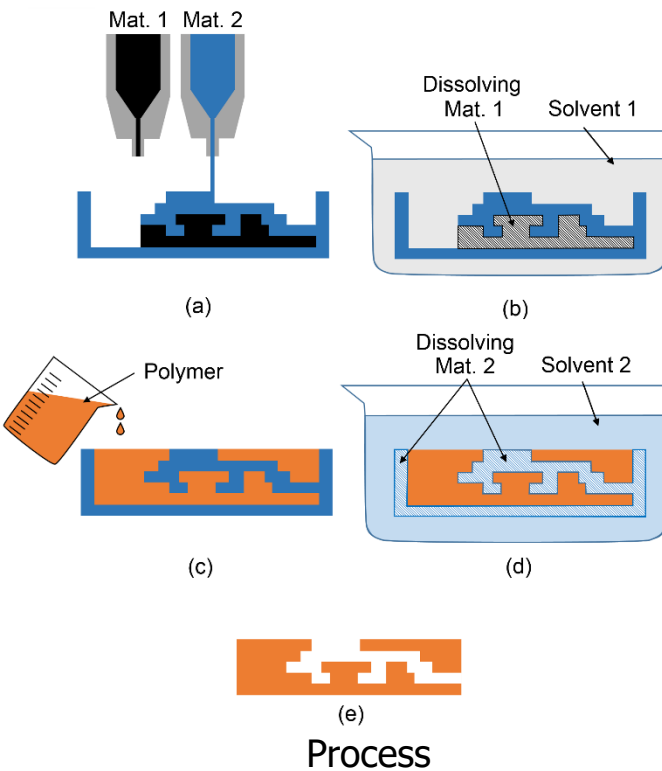 Mat. 1 Mat. 2
(a)
Dissolving
Mat. 1
Solvent 1
(b)
Polymer
(c)
Dissolving
Mat. 2
Solvent 2
(d)
(e)
Process